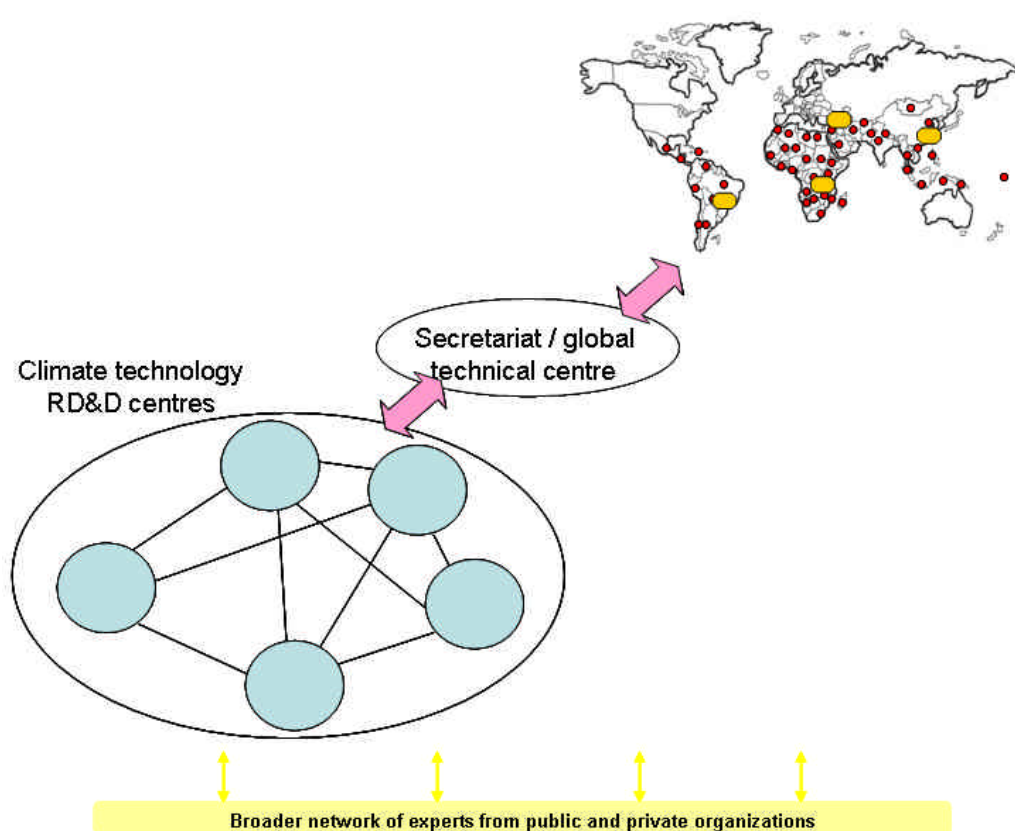 Secretariat / global
technical centre
Climate technology
RD&D centres
Broader network of experts from public and private organizations